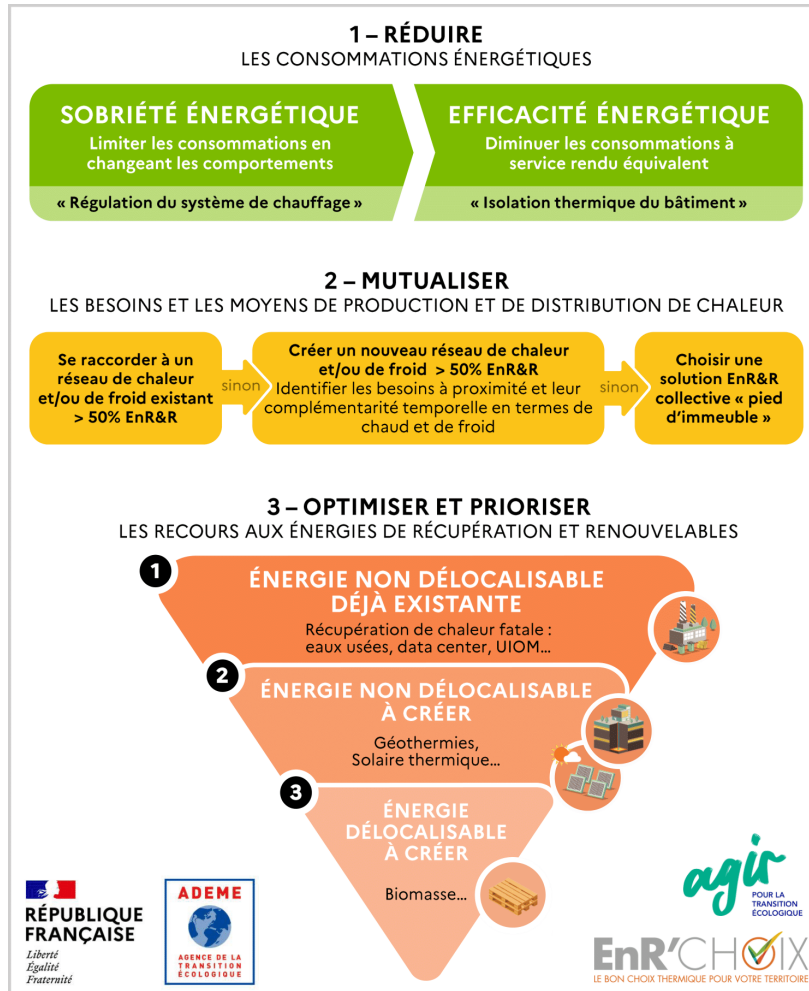 1 – RÉDUIRE
LES CONSOMMATIONS ÉNERGÉTIQUES
SOBRIÉTÉ ÉNERGÉTIQUE
Limiter les consommations en
changeant les comportements
« Régulation du système de chauffage »
EFFICACITÉ ÉNERGÉTIQUE
Diminuer les consommations à
service rendu équivalent
« Isolation thermique du bâtiment »
2 – MUTUALISER
LES BESOINS ET LES MOYENS DE PRODUCTION ET DE DISTRIBUTION DE CHALEUR
Se raccorder à un
réseau de chaleur
et/ou de froid existant
> 50% EnR&R
sinon
Créer un nouveau réseau de chaleur
et/ou de froid > 50% EnR&R
Identifier les besoins à proximité et leur
complémentarité temporelle en termes de
chaud et de froid
sinon
Choisir une
solution EnR&R
collective « pied
d'immeuble »
3 – OPTIMISER ET PRIORISER
LES RECOURS AUX ÉNERGIES DE RÉCUPÉRATION ET RENOUVELABLES
1
ÉNERGIE NON DÉLOCALISABLE
DÉJÀ EXISTANTE
Récupération de chaleur fatale :
eaux usées, data center, UIOM...
2
ÉNERGIE NON DÉLOCALISABLE
À CRÉER
Géothermies,
Solaire thermique...
3
ÉNERGIE
DÉLOCALISABLE
À CRÉER
Biomasse...
RÉPUBLIQUE
FRANÇAISE
Liberté
Égalité
Fraternité
ADEME
AGENCE DE LA
TRANSITION
ÉCOLOGIQUE
agir
POUR LA
TRANSITION
ÉCOLOGIQUE
EnR'CHOIX
LE BON CHOIX THERMIQUE POUR VOTRE TERRITOIRE